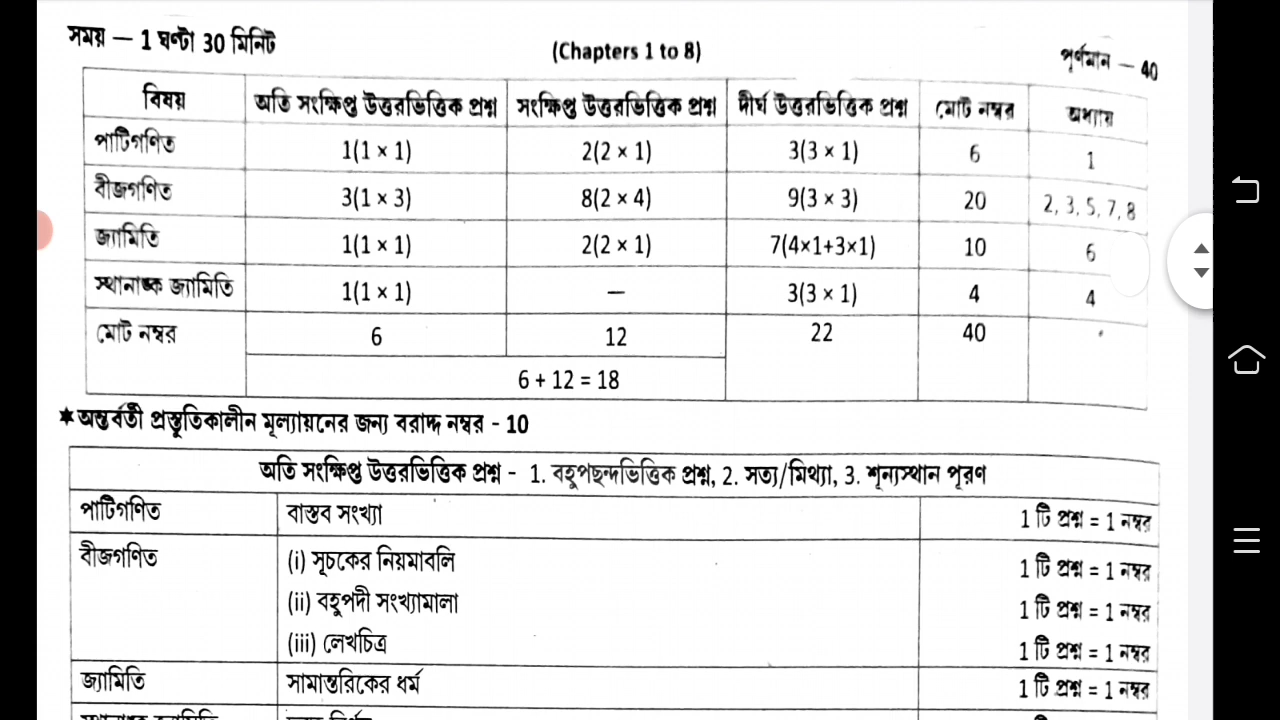 সময় — 1 ঘণ্টা 30 মিনিট
(Chapters 1 to 8)
পূর্ণমান — 40
বিষয় অতি সংক্ষিপ্ত উত্তরভিত্তিক প্রশ্ন সংক্ষিপ্ত উত্তরভিত্তিক প্রশ্ন দীর্ঘ উত্তরভিত্তিক প্রশ্ন মোট নম্বর অধ্যায়
পাটিগণিত 1(1 × 1) 2(2 × 1) 3(3 × 1) 6 1
বীজগণিত 3(1 × 3) 8(2 × 4) 9(3 × 3) 20 2, 3, 5, 7, 8
জ্যামিতি 1(1 × 1) 2(2 × 1) 7(4×1+3×1) 10 6
স্থানাঙ্ক জ্যামিতি 1(1 × 1) — 3(3 × 1) 4 4
মোট নম্বর 6 12 22 40
6 + 12 = 18
★অন্তর্বর্তী প্রস্তুতিকালীন মূল্যায়নের জন্য বরাদ্দ নম্বর - 10
অতি সংক্ষিপ্ত উত্তরভিত্তিক প্রশ্ন - 1. বহুপছন্দভিত্তিক প্রশ্ন, 2. সত্য/মিথ্যা, 3. শূন্যস্থান পূরণ
পাটিগণিত বাস্তব সংখ্যা 1 টি প্রশ্ন = 1 নম্বর
বীজগণিত (i) সূচকের নিয়মাবলি 1 টি প্রশ্ন = 1 নম্বর
(ii) বহুপদী সংখ্যামালা 1 টি প্রশ্ন = 1 নম্বর
(iii) লেখচিত্র 1 টি প্রশ্ন = 1 নম্বর
জ্যামিতি সামান্তরিকের ধর্ম 1 টি প্রশ্ন = 1 নম্বর